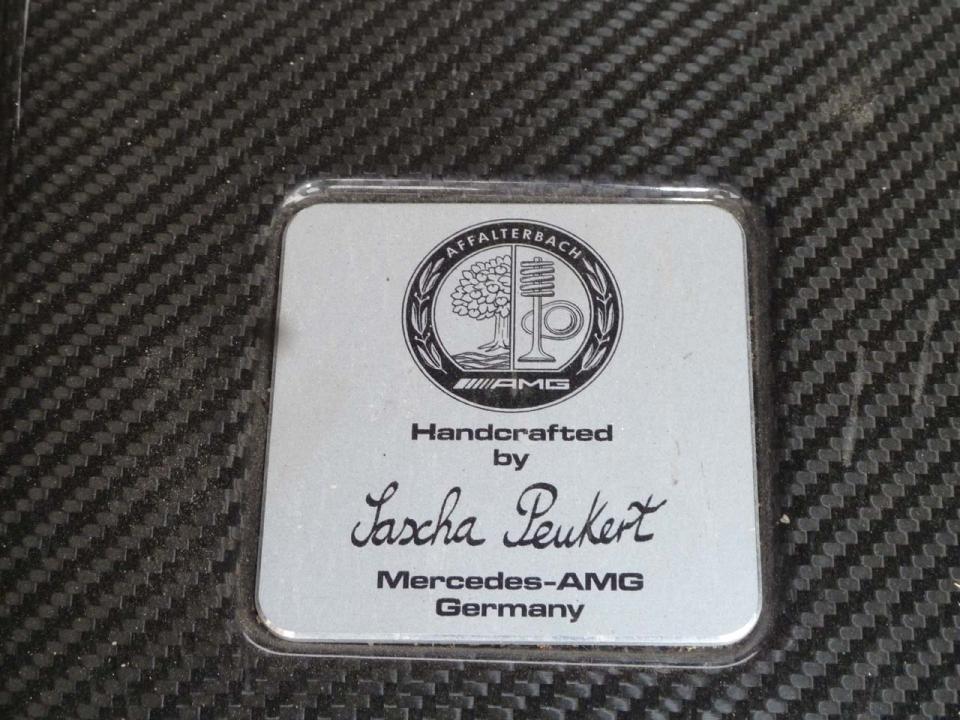 AFFALTERBACH
AMG
Handcrafted
by
Sascha Peukert
Mercedes-AMG
Germany